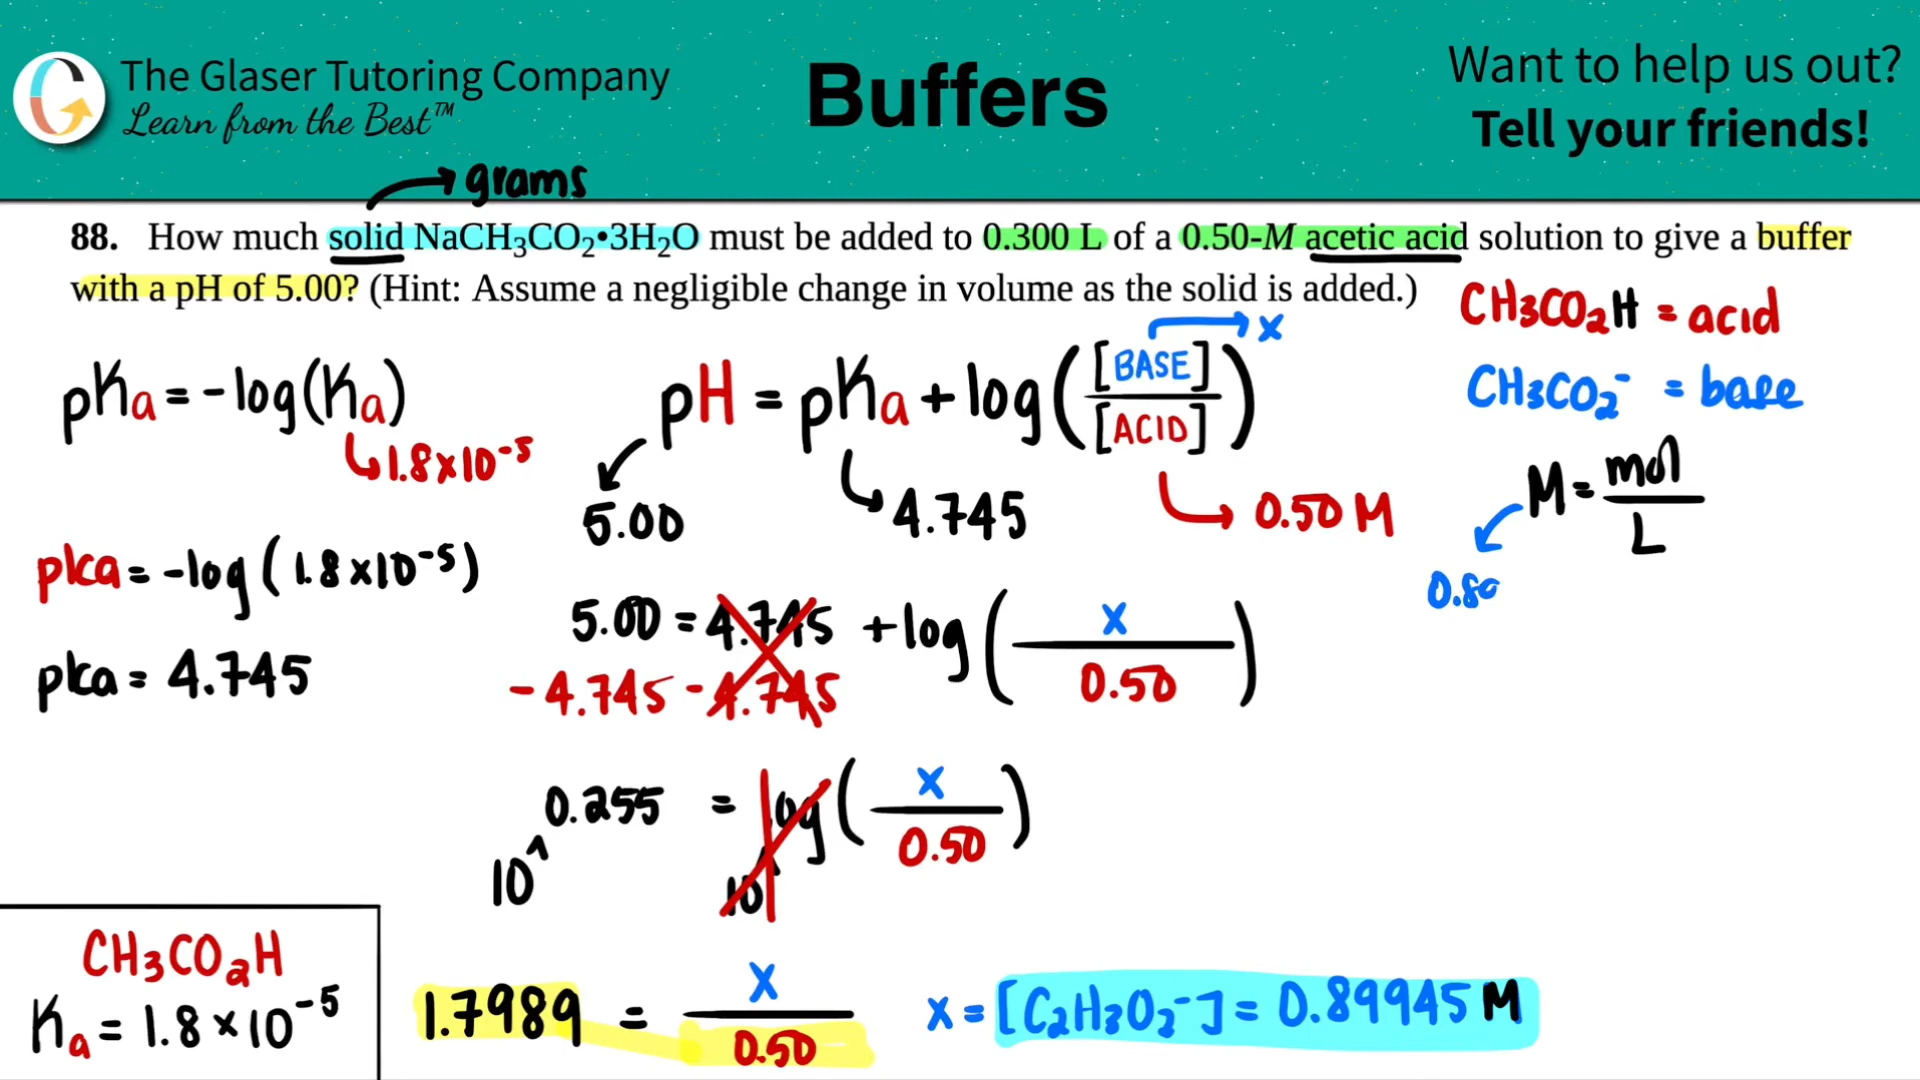 The Glaser Tutoring Company
Learn from the Best™
Buffers
Want to help us out?
Tell your friends!
grams
88. How much solid NaCH₃CO₂•3H₂O must be added to 0.300 L of a 0.50-M acetic acid solution to give a buffer
with a pH of 5.00? (Hint: Assume a negligible change in volume as the solid is added.)
CH₃CO₂H = acid
CH₃CO₂⁻ = base
pKa = -log(Ka)
1.8x10⁻⁵
pKa = -log(1.8x10⁻⁵)
pKa = 4.745
pH = pKa + log([BASE]/[ACID])
x
5.00
4.745
0.50 M
5.00 = 4.745 + log(x/0.50)
-4.745 -4.745
0.255 = log(x/0.50)
10^ 10^
1.7989 = x/0.50
x = [C₂H₃O₂⁻] = 0.89945 M
M = mol/L
0.89
CH₃CO₂H
Ka = 1.8 x 10⁻⁵